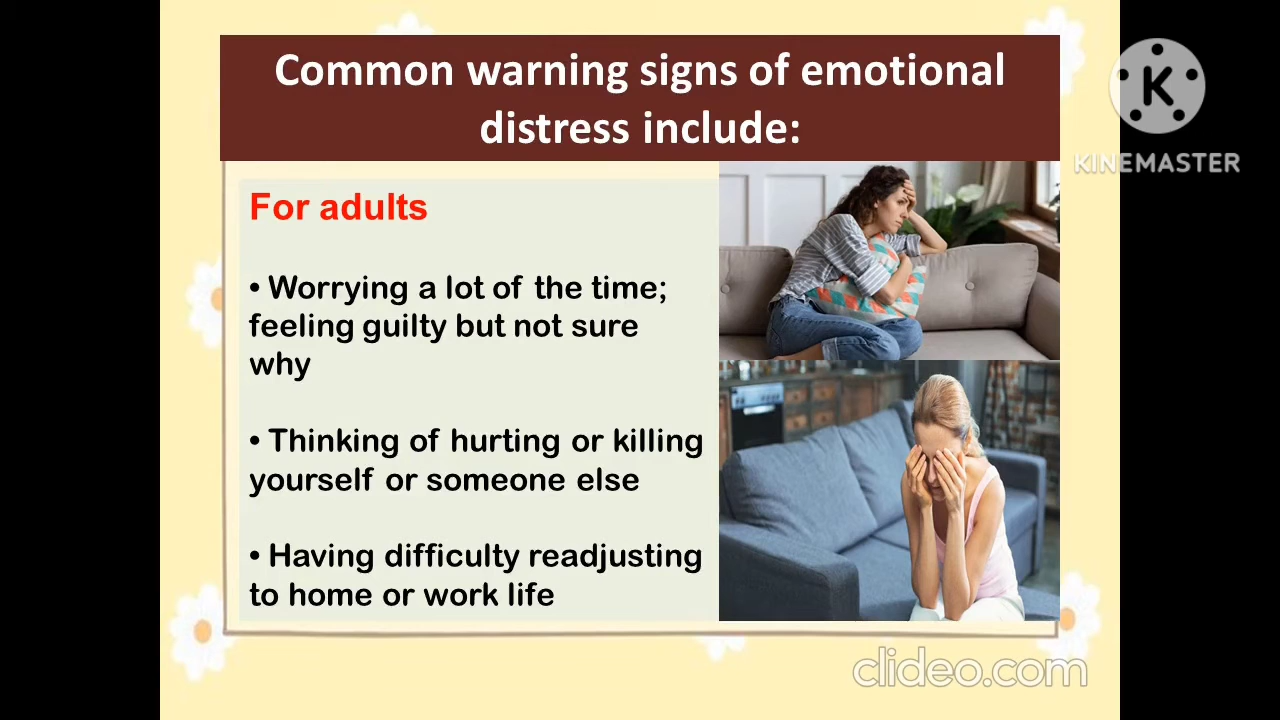 Common warning signs of emotional
distress include:
K
KINEMASTER
For adults
• Worrying a lot of the time;
feeling guilty but not sure
why
• Thinking of hurting or killing
yourself or someone else
• Having difficulty readjusting
to home or work life
clideo.com